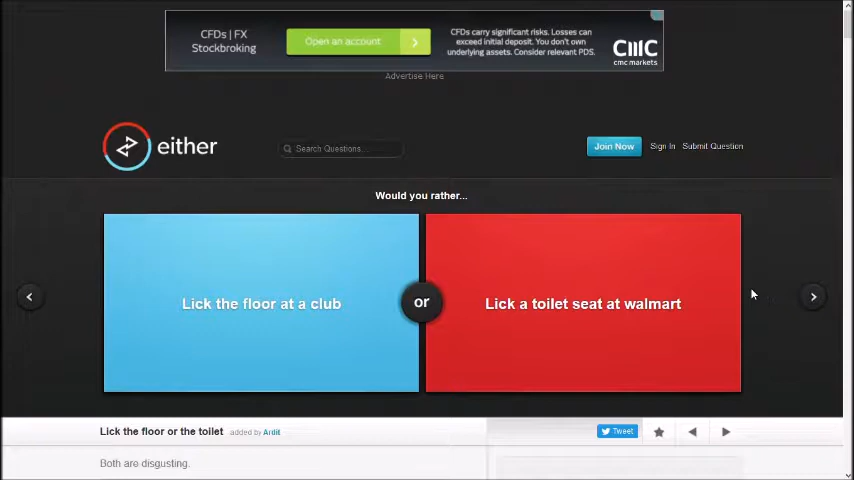 CFDs | FX
Stockbroking
Open an account
CFDs carry significant risks. Losses can
exceed initial deposit. You don't own
underlying assets. Consider relevant PDS.
cmc
cmc markets
Advertise Here
either
Search Questions...
Join Now
Sign In
Submit Question
Would you rather...
Lick the floor at a club
or
Lick a toilet seat at walmart
Lick the floor or the toilet added by Ardit
Tweet
Both are disgusting.